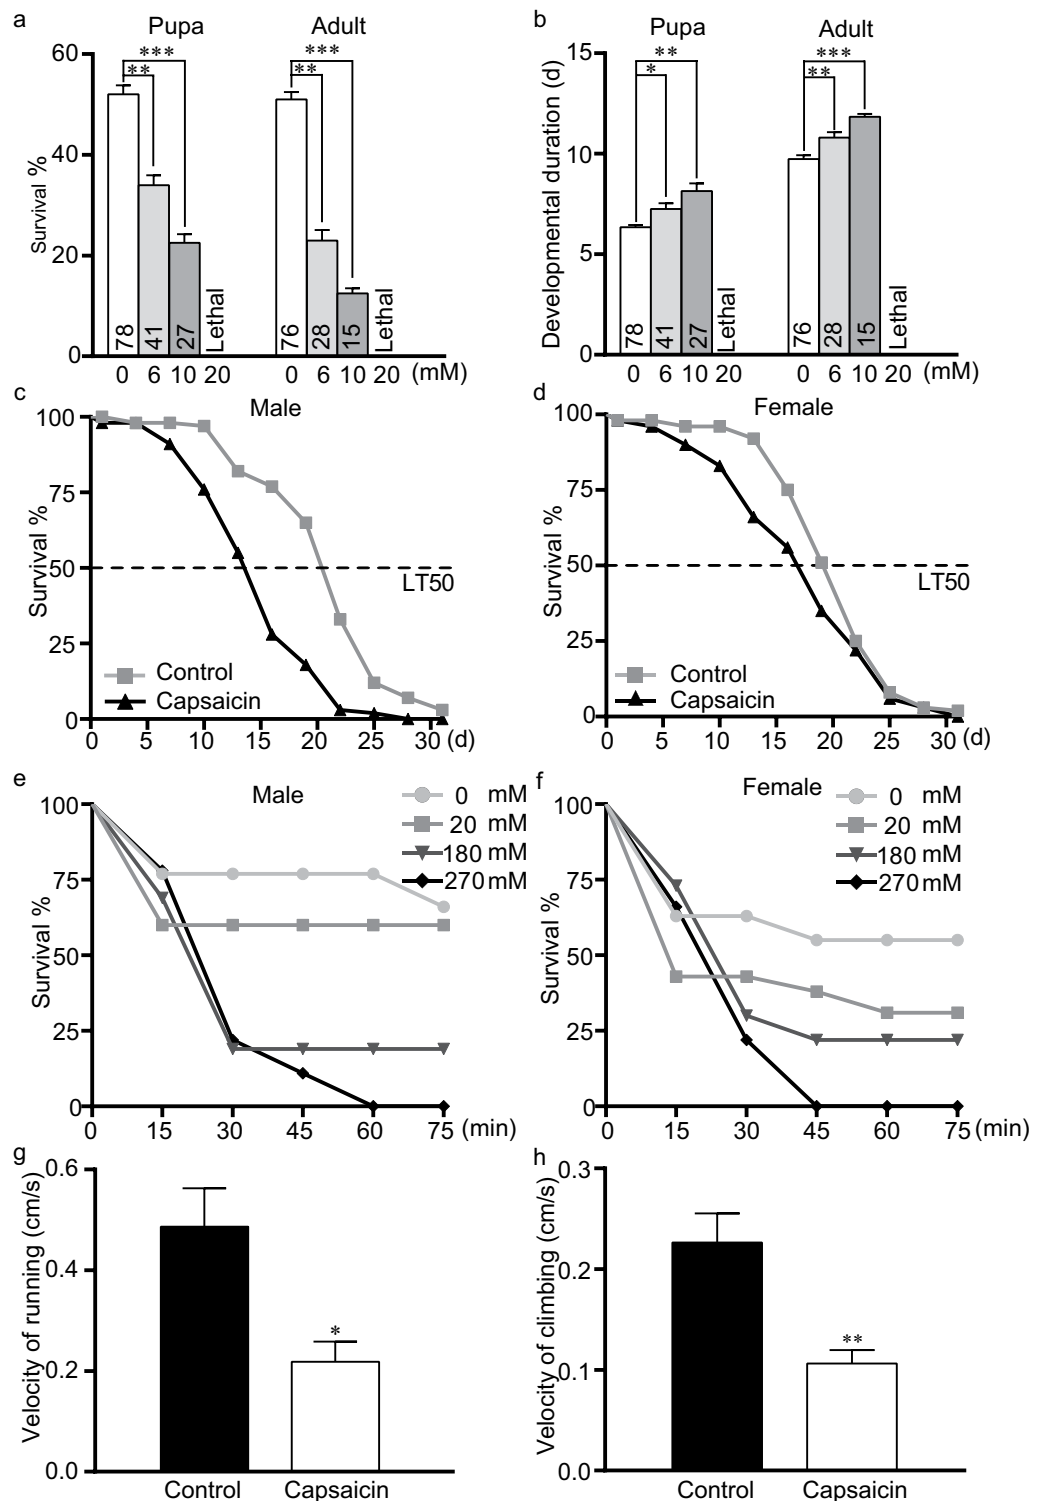 a
Pupa
Adult
60
40
20
0
Survival %
***
**
***
**
78
41
27
Lethal
76
28
15
Lethal
0 6 10 20 0 6 10 20 (mM)
b
Pupa
Adult
15
10
5
0
Developmental duration (d)
**
*
***
**
78
41
27
Lethal
76
28
15
Lethal
0 6 10 20 0 6 10 20 (mM)
c
Male
100
75
50
25
0
Survival %
LT50
Control
Capsaicin
0 5 10 15 20 25 30 (d)
d
Female
100
75
50
25
0
Survival %
LT50
Control
Capsaicin
0 5 10 15 20 25 30 (d)
e
Male
0 mM
20 mM
180 mM
270 mM
100
75
50
25
0
Survival %
0 15 30 45 60 75 (min)
f
Female
0 mM
20 mM
180 mM
270 mM
100
75
50
25
0
Survival %
0 15 30 45 60 75 (min)
g
0.6
0.4
0.2
0.0
Velocity of running (cm/s)
*
Control Capsaicin
h
0.3
0.2
0.1
0.0
Velocity of climbing (cm/s)
**
Control Capsaicin